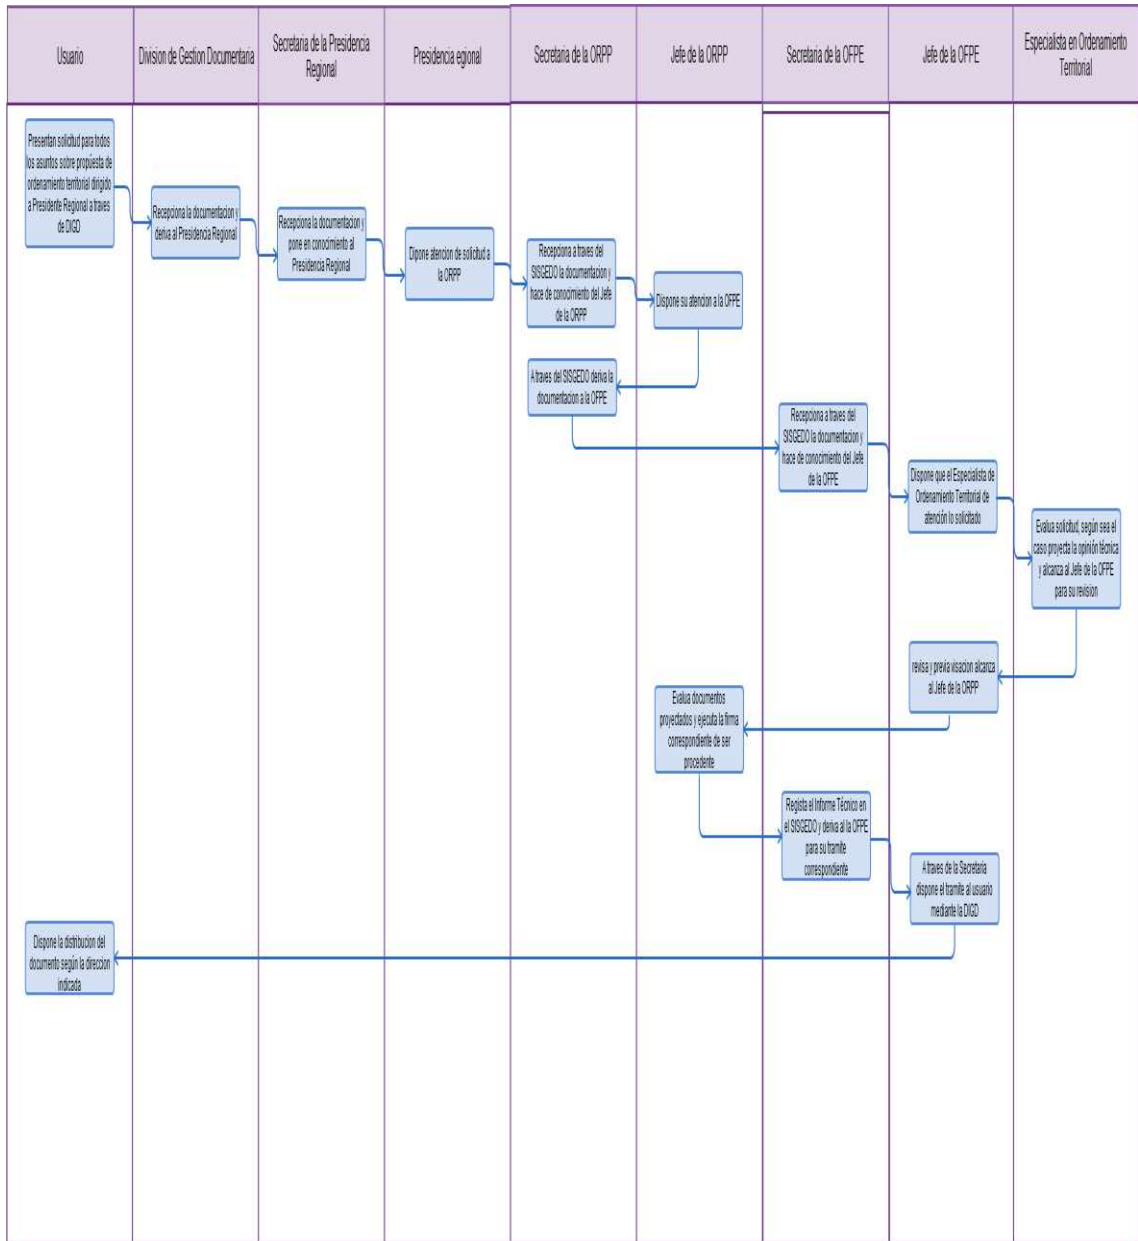 Usuario
Division de Gestion Documentaria
Secretaria de la Presidencia
Regional
Presidencia egional
Secretaria de la ORPP
Jefe de la ORPP
Secretaria de la OFPE
Jefe de la OFPE
Especialista en Ordenamiento
Territorial
Presentan solicitud para todos
los asuntos sobre propuesta de
ordenamiento territorial dirigido
a Presidente Regional a traves
de DIGD
Recepciona la documentacion y
deriva al Presidencia Regional
Recepciona la documentacion y
pone en conocimiento al
Presidencia Regional
Dipone atencion de solicitud a
la ORPP
Recepciona a traves del
SISGEDO la documentacion y
hace de conocimiento del Jefe
de la ORPP
Dispone su atencion a la OFPE
A traves del SISGEDO deriva la
documentacion a la OFPE
Recepciona a traves del
SISGEDO la documentacion y
hace de conocimiento del Jefe
de la OFPE
Dispone que el Especialista de
Ordenamiento Territorial de
atención lo solicitado
Evalua solicitud, según sea el
caso proyecta la opinión técnica
y alcanza al Jefe de la OFPE
para su revision
revisa y previa visacion alcanza
al Jefe de la ORPP
Evalua documentos
proyectados y ejecuta la firma
correspondiente de ser
procedente
Regista el Informe Técnico en
el SISGEDO y deriva al la OFPE
para su tramite
correspondiente
A traves de la Secretaria
dispone el tramite al usuario
mediante la DIGD
Dispone la distribucion del
documento según la direccion
indicada